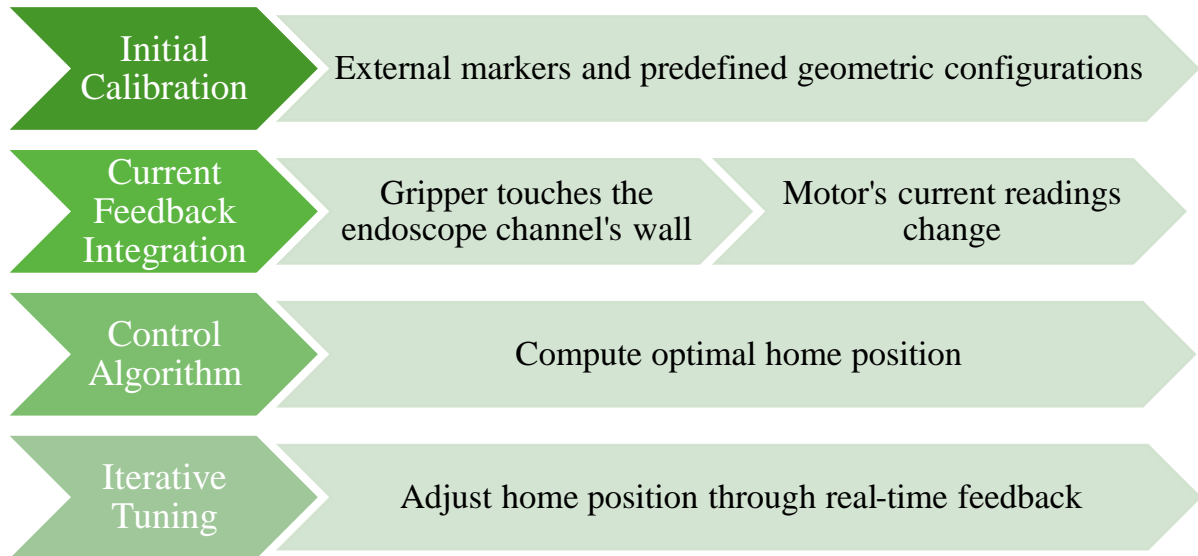 Initial
Calibration
External markers and predefined geometric configurations
Current
Feedback
Integration
Gripper touches the
endoscope channel's wall
Motor's current readings
change
Control
Algorithm
Compute optimal home position
Iterative
Tuning
Adjust home position through real-time feedback